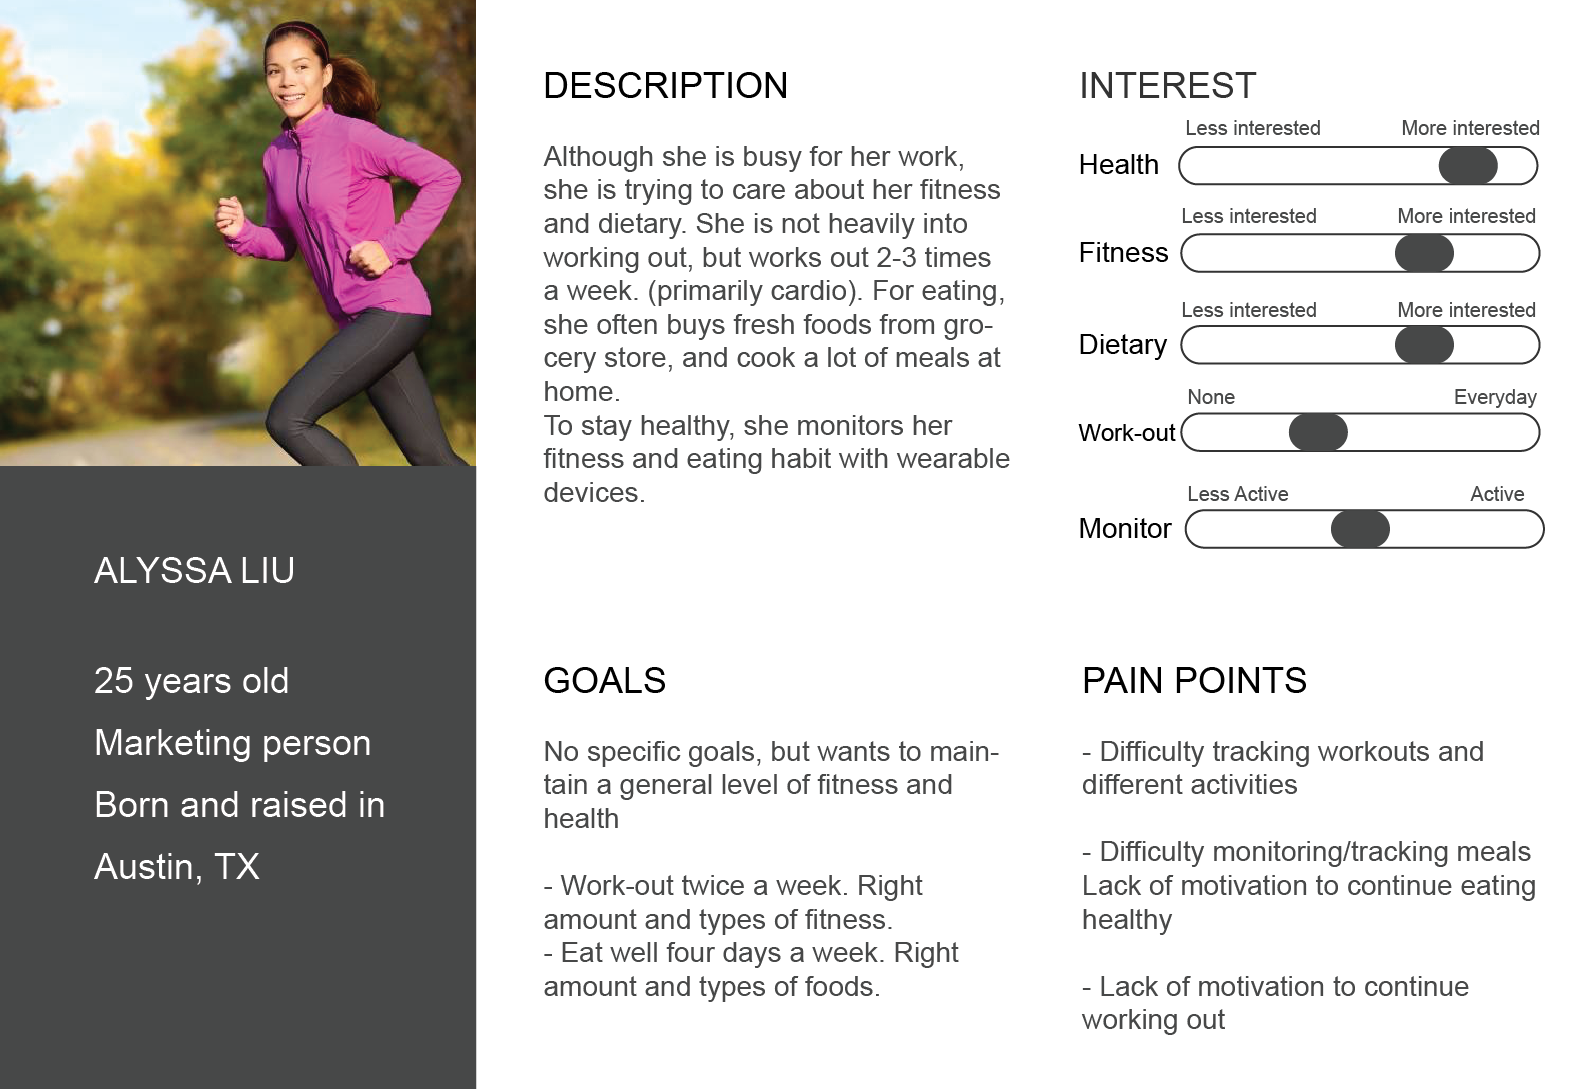 ALYSSA LIU
25 years old
Marketing person
Born and raised in
Austin, TX
DESCRIPTION
Although she is busy for her work,
she is trying to care about her fitness
and dietary. She is not heavily into
working out, but works out 2-3 times
a week. (primarily cardio). For eating,
she often buys fresh foods from gro-
cery store, and cook a lot of meals at
home.
To stay healthy, she monitors her
fitness and eating habit with wearable
devices.
INTEREST
Less interested More interested
Health
Less interested More interested
Fitness
Less interested More interested
Dietary
None Everyday
Work-out
Less Active Active
Monitor
GOALS
No specific goals, but wants to main-
tain a general level of fitness and
health
- Work-out twice a week. Right
amount and types of fitness.
- Eat well four days a week. Right
amount and types of foods.
PAIN POINTS
- Difficulty tracking workouts and
different activities
- Difficulty monitoring/tracking meals
Lack of motivation to continue eating
healthy
- Lack of motivation to continue
working out